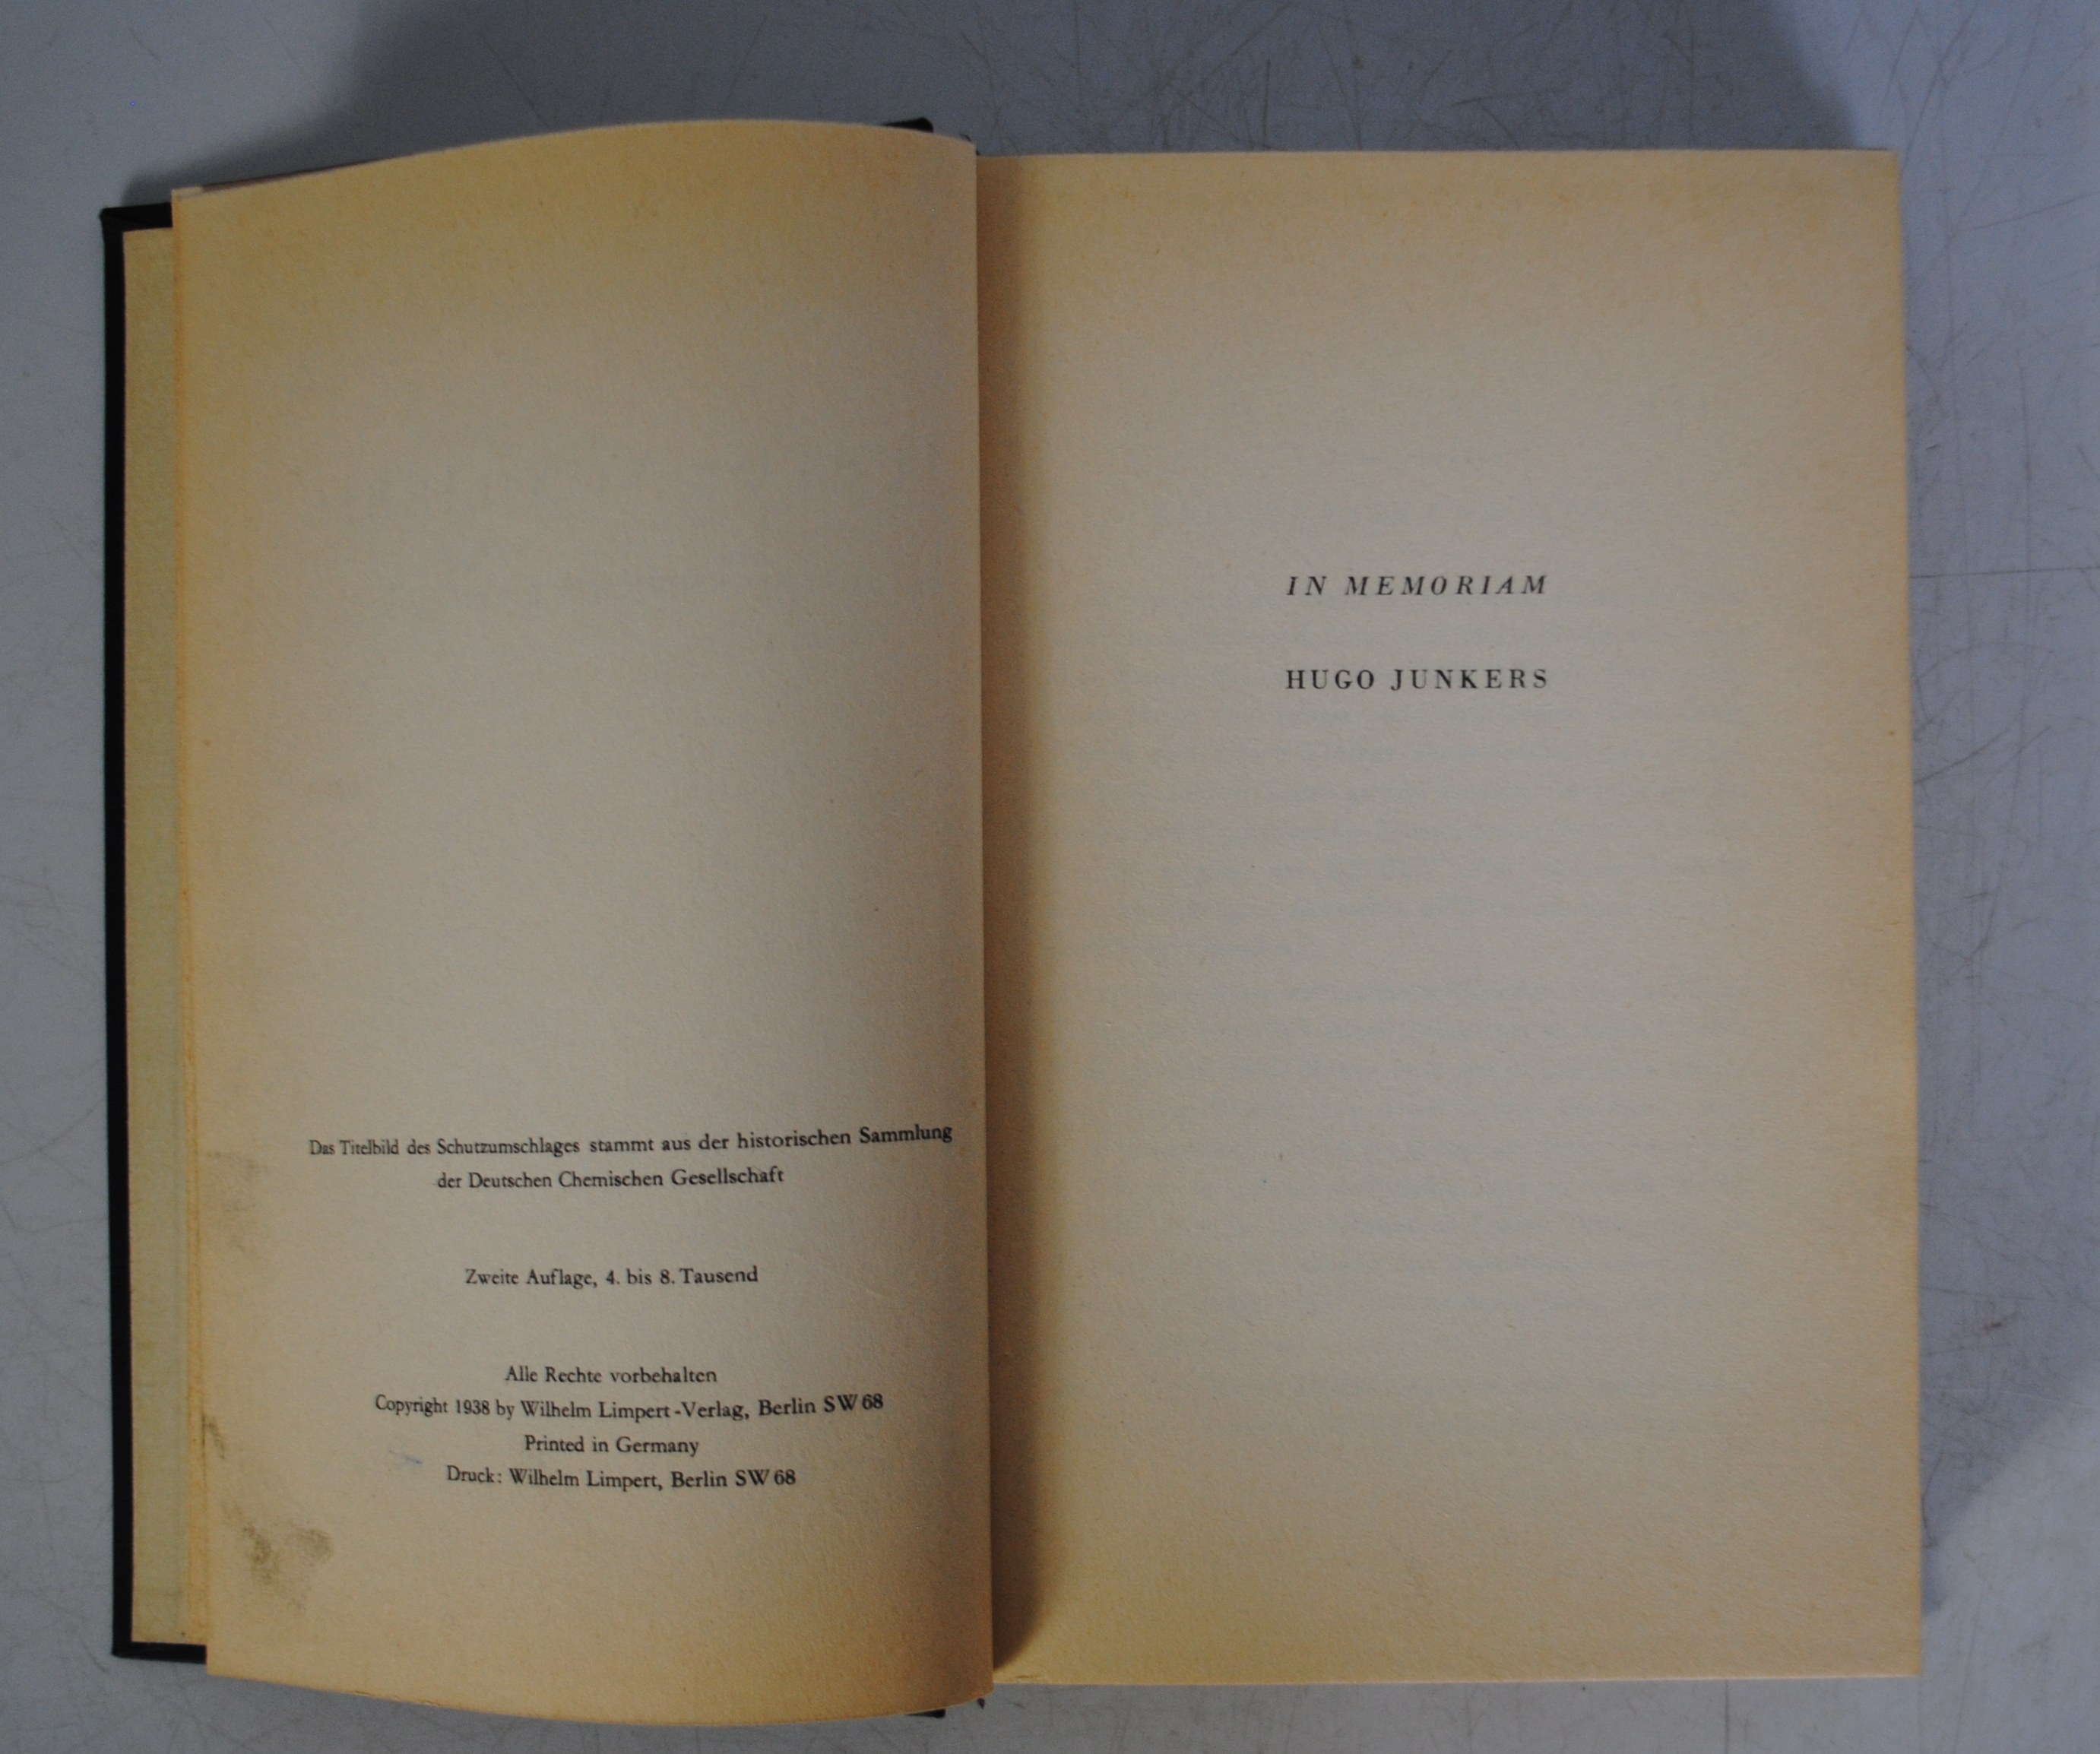 Das Titelbild des Schutzumschlages stammt aus der historischen Sammlung
der Deutschen Chemischen Gesellschaft
Zweite Auflage, 4. bis 8. Tausend
Alle Rechte vorbehalten
Copyright 1938 by Wilhelm Limpert-Verlag, Berlin SW 68
Printed in Germany
Druck: Wilhelm Limpert, Berlin SW 68
IN MEMORIAM
HUGO JUNKERS